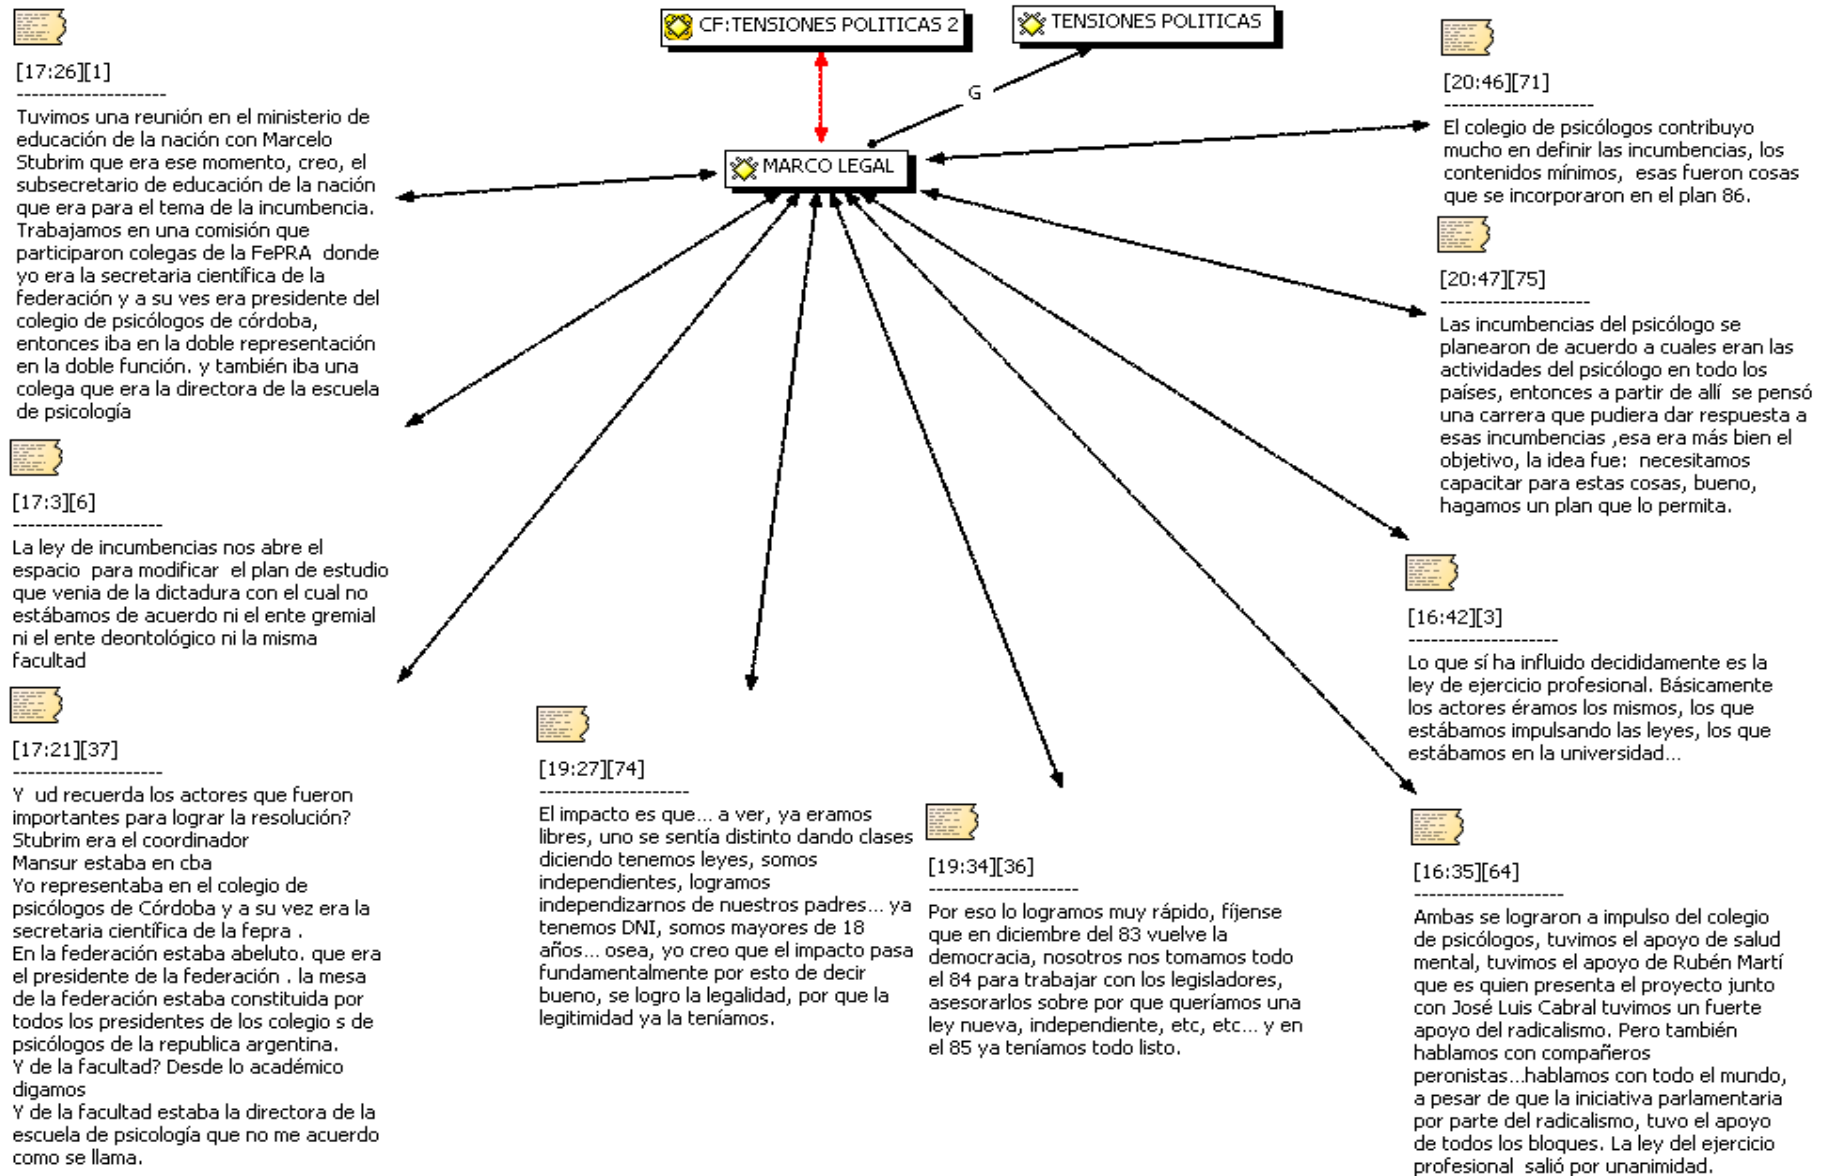 CF:TENSIONES POLITICAS 2
TENSIONES POLITICAS
G
MARCO LEGAL
[17:26][1]
--------------------
Tuvimos una reunión en el ministerio de
educación de la nación con Marcelo
Stubrim que era ese momento, creo, el
subsecretario de educación de la nación
que era para el tema de la incumbencia.
Trabajamos en una comisión que
participaron colegas de la FePRA donde
yo era la secretaria científica de la
federación y a su ves era presidente del
colegio de psicólogos de córdoba,
entonces iba en la doble representación
en la doble función. y también iba una
colega que era la directora de la escuela
de psicología
[17:3][6]
--------------------
La ley de incumbencias nos abre el
espacio para modificar el plan de estudio
que venia de la dictadura con el cual no
estábamos de acuerdo ni el ente gremial
ni el ente deontológico ni la misma
facultad
[17:21][37]
--------------------
Y ud recuerda los actores que fueron
importantes para lograr la resolución?
Stubrim era el coordinador
Mansur estaba en cba
Yo representaba en el colegio de
psicólogos de Córdoba y a su vez era la
secretaria científica de la fepra .
En la federación estaba abeluto. que era
el presidente de la federación . la mesa
de la federación estaba constituida por
todos los presidentes de los colegio s de
psicólogos de la republica argentina.
Y de la facultad? Desde lo académico
digamos
Y de la facultad estaba la directora de la
escuela de psicología que no me acuerdo
como se llama.
[19:27][74]
--------------------
El impacto es que... a ver, ya eramos
libres, uno se sentía distinto dando clases
diciendo tenemos leyes, somos
independientes, logramos
independizarnos de nuestros padres... ya
tenemos DNI, somos mayores de 18
años... osea, yo creo que el impacto pasa
fundamentalmente por esto de decir
bueno, se logro la legalidad, por que la
legitimidad ya la teníamos.
[19:34][36]
--------------------
Por eso lo logramos muy rápido, fíjense
que en diciembre del 83 vuelve la
democracia, nosotros nos tomamos todo
el 84 para trabajar con los legisladores,
asesorarlos sobre por que queríamos una
ley nueva, independiente, etc, etc... y en
el 85 ya teníamos todo listo.
[20:46][71]
--------------------
El colegio de psicólogos contribuyo
mucho en definir las incumbencias, los
contenidos mínimos, esas fueron cosas
que se incorporaron en el plan 86.
[20:47][75]
--------------------
Las incumbencias del psicólogo se
planearon de acuerdo a cuales eran las
actividades del psicólogo en todo los
países, entonces a partir de allí se pensó
una carrera que pudiera dar respuesta a
esas incumbencias ,esa era más bien el
objetivo, la idea fue: necesitamos
capacitar para estas cosas, bueno,
hagamos un plan que lo permita.
[16:42][3]
--------------------
Lo que sí ha influido decididamente es la
ley de ejercicio profesional. Básicamente
los actores éramos los mismos, los que
estábamos impulsando las leyes, los que
estábamos en la universidad...
[16:35][64]
--------------------
Ambas se lograron a impulso del colegio
de psicólogos, tuvimos el apoyo de salud
mental, tuvimos el apoyo de Rubén Martí
que es quien presenta el proyecto junto
con José Luis Cabral tuvimos un fuerte
apoyo del radicalismo. Pero también
hablamos con compañeros
peronistas...hablamos con todo el mundo,
a pesar de que la iniciativa parlamentaria
por parte del radicalismo, tuvo el apoyo
de todos los bloques. La ley del ejercicio
profesional salió por unanimidad.